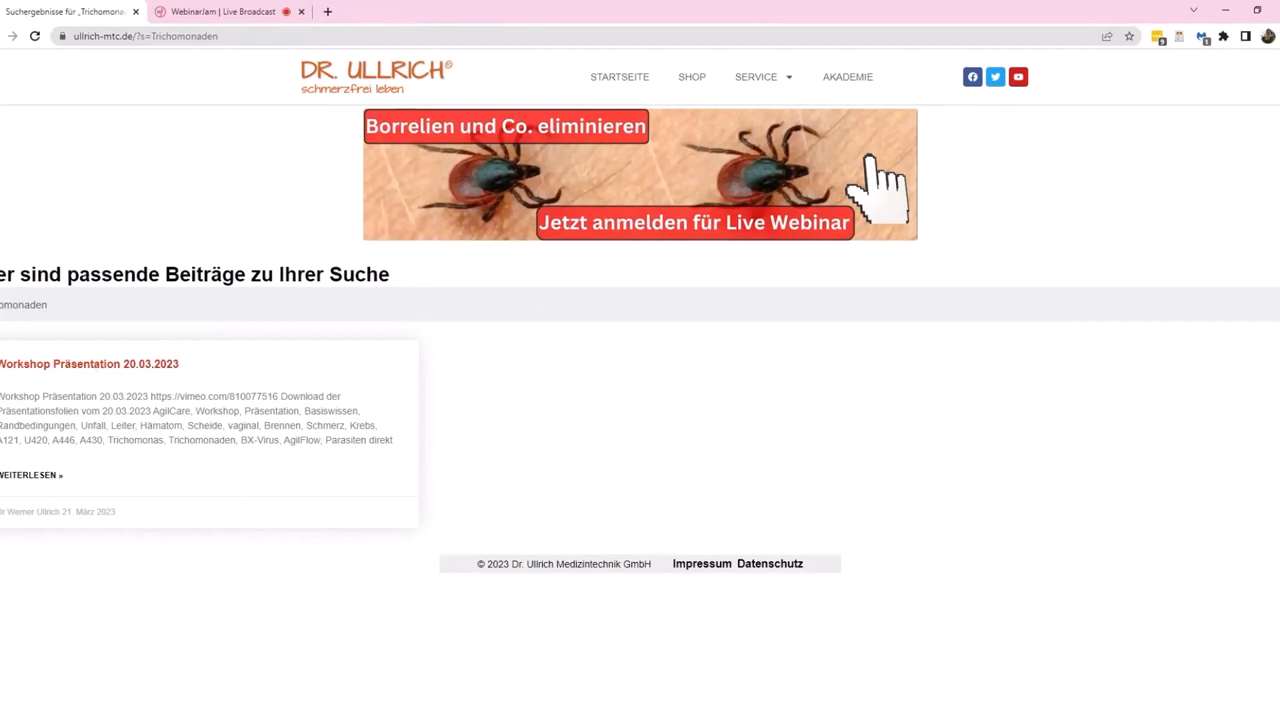 Suchergebnisse für „Trichomona
WebinarJam | Live Broadcast
ullrich-mtc.de/?s=Trichomonaden
9
1
DR. ULLRICH®
schmerzfrei leben
STARTSEITE SHOP SERVICE AKADEMIE
Borrelien und Co. eliminieren
Jetzt anmelden für Live Webinar
er sind passende Beiträge zu Ihrer Suche
omonaden
Workshop Präsentation 20.03.2023
Workshop Präsentation 20.03.2023 https://vimeo.com/810077516 Download der
Präsentationsfolien vom 20.03.2023 AgilCare, Workshop, Präsentation, Basiswissen,
Randbedingungen, Unfall, Leiter, Hämatom, Scheide, vaginal, Brennen, Schmerz, Krebs,
A121, U420, A446, A430, Trichomonas, Trichomonaden, BX-Virus, AgilFlow, Parasiten direkt
WEITERLESEN »
Dr Werner Ullrich 21. März 2023
© 2023 Dr. Ullrich Medizintechnik GmbH Impressum Datenschutz